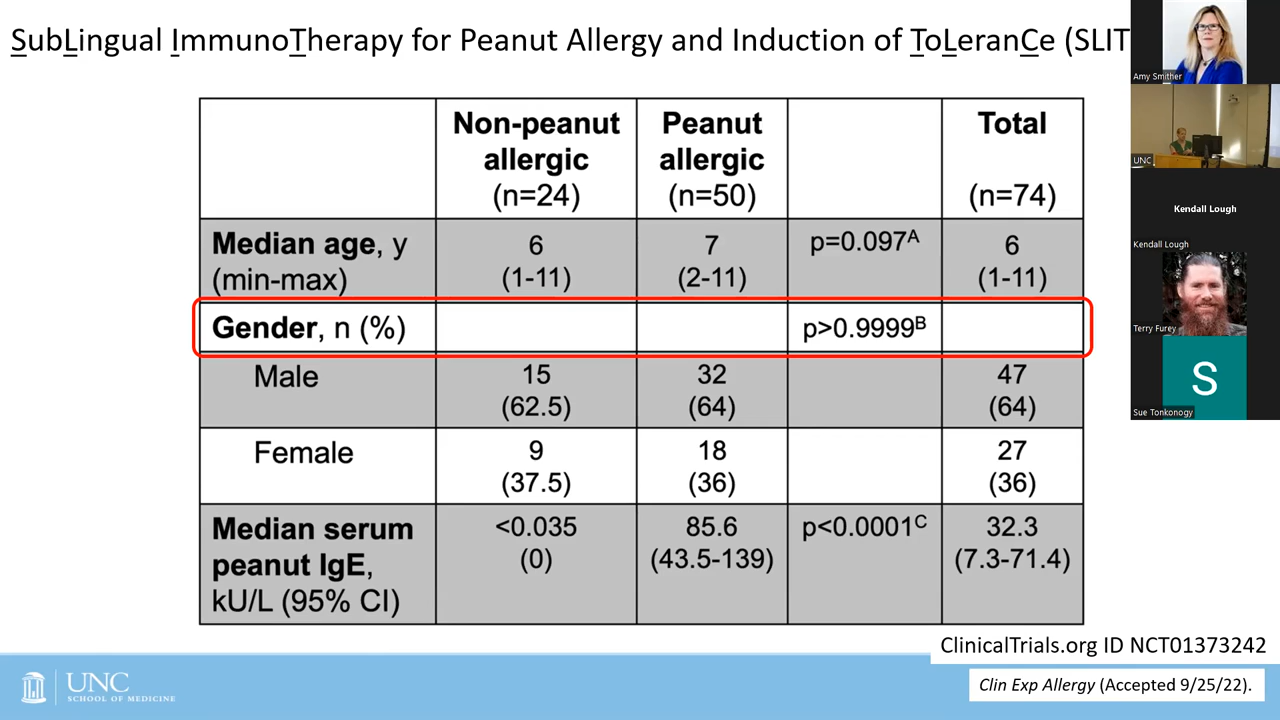 SubLingual ImmunoTherapy for Peanut Allergy and Induction of ToLeranCe (SLIT
Non-peanut allergic (n=24)
Peanut allergic (n=50)
Total (n=74)
Median age, y (min-max)
6 (1-11)
7 (2-11)
p=0.097A
6 (1-11)
Gender, n (%)
p>0.9999B
Male
15 (62.5)
32 (64)
47 (64)
Female
9 (37.5)
18 (36)
27 (36)
Median serum peanut IgE, kU/L (95% CI)
<0.035 (0)
85.6 (43.5-139)
p<0.0001C
32.3 (7.3-71.4)
ClinicalTrials.org ID NCT01373242
Clin Exp Allergy (Accepted 9/25/22).
UNC
SCHOOL OF MEDICINE
Amy Smither
UNC
Kendall Lough
Kendall Lough
Terry Furey
S
Sue Tonkonogy